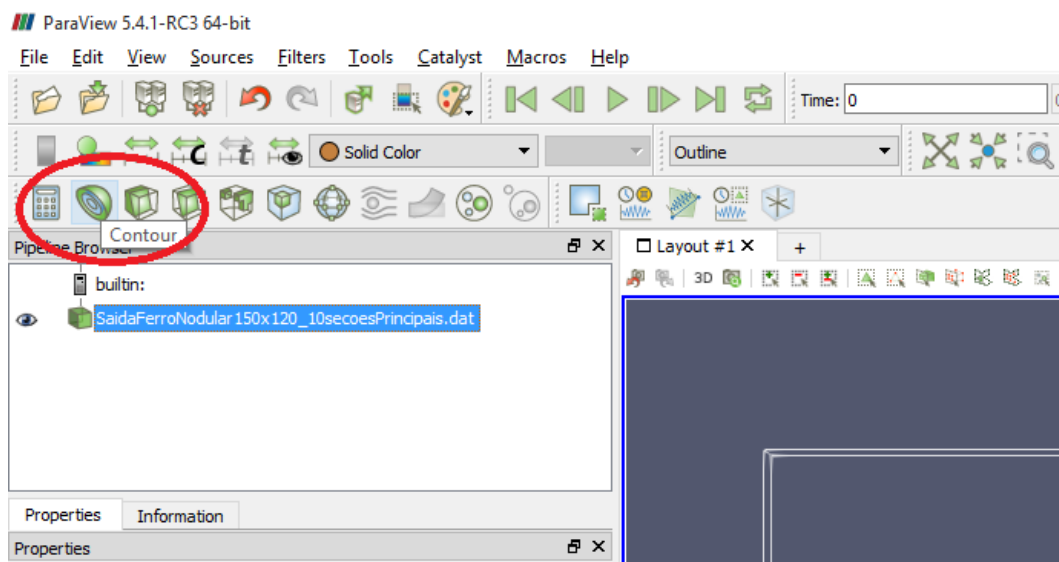 ParaView 5.4.1-RC3 64-bit
File Edit View Sources Filters Tools Catalyst Macros Help
Time: 0
Solid Color Outline
Contour
Pipeline Browser Layout #1 +
3D
builtin:
SaidaFerroNodular150x120_10secoesPrincipais.dat
Properties Information
Properties